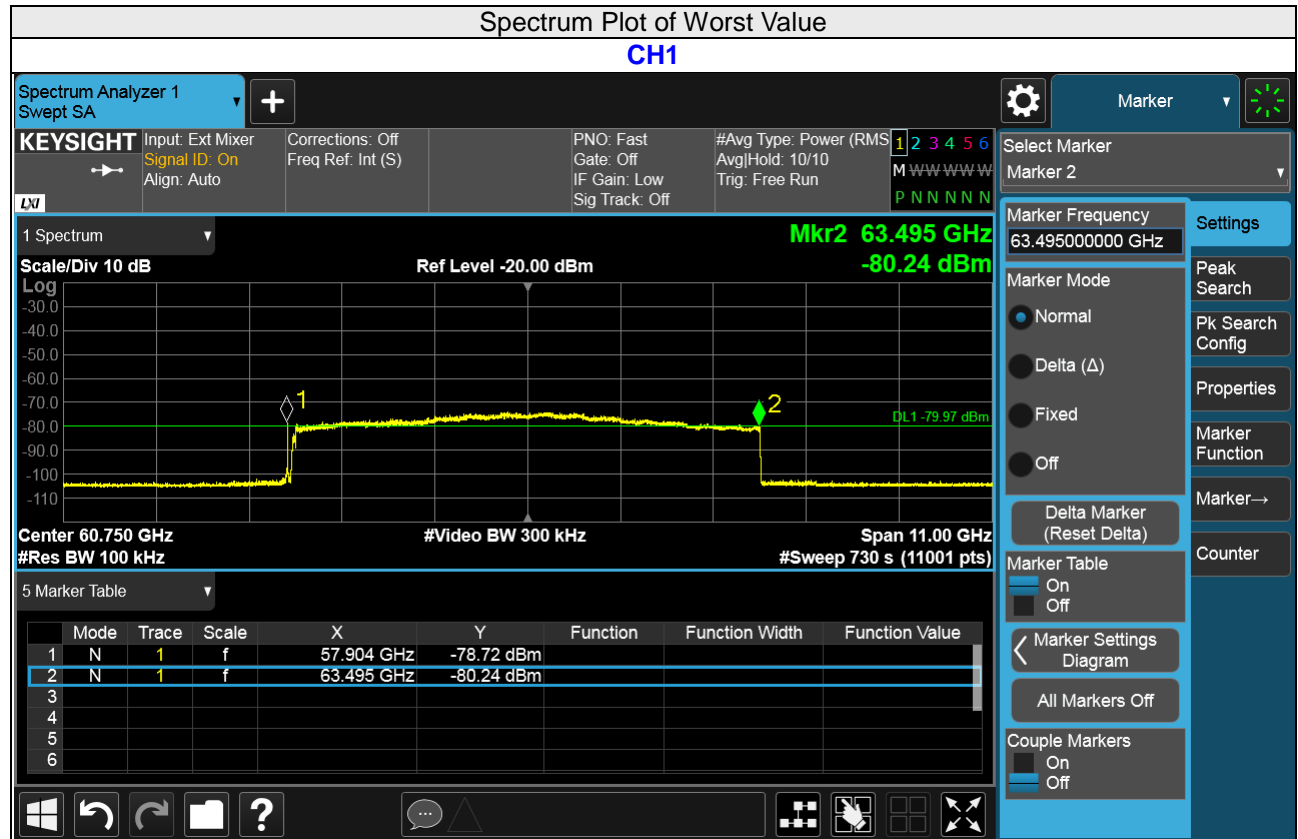 Spectrum Plot of Worst Value
CH1
Spectrum Analyzer 1
Swept SA
+
Marker
KEYSIGHT
LXI
Input: Ext Mixer
Signal ID: On
Align: Auto
Corrections: Off
Freq Ref: Int (S)
PNO: Fast
Gate: Off
IF Gain: Low
Sig Track: Off
#Avg Type: Power (RMS
Avg|Hold: 10/10
Trig: Free Run
1 2 3 4 5 6
M W W W W W
P N N N N N
Select Marker
Marker 2
1 Spectrum
Mkr2 63.495 GHz
Scale/Div 10 dB
Ref Level -20.00 dBm
-80.24 dBm
Log
-30.0
-40.0
-50.0
-60.0
-70.0
-80.0
-90.0
-100
-110
1
2
DL1 -79.97 dBm
Center 60.750 GHz
#Video BW 300 kHz
Span 11.00 GHz
#Res BW 100 kHz
#Sweep 730 s (11001 pts)
5 Marker Table
Mode Trace Scale X Y Function Function Width Function Value
1 N 1 f 57.904 GHz -78.72 dBm
2 N 1 f 63.495 GHz -80.24 dBm
3
4
5
6
Marker Frequency
63.495000000 GHz
Marker Mode
Normal
Delta (Δ)
Fixed
Off
Delta Marker
(Reset Delta)
Marker Table
On
Off
Marker Settings
Diagram
All Markers Off
Couple Markers
On
Off
Settings
Peak
Search
Pk Search
Config
Properties
Marker
Function
Marker→
Counter
?